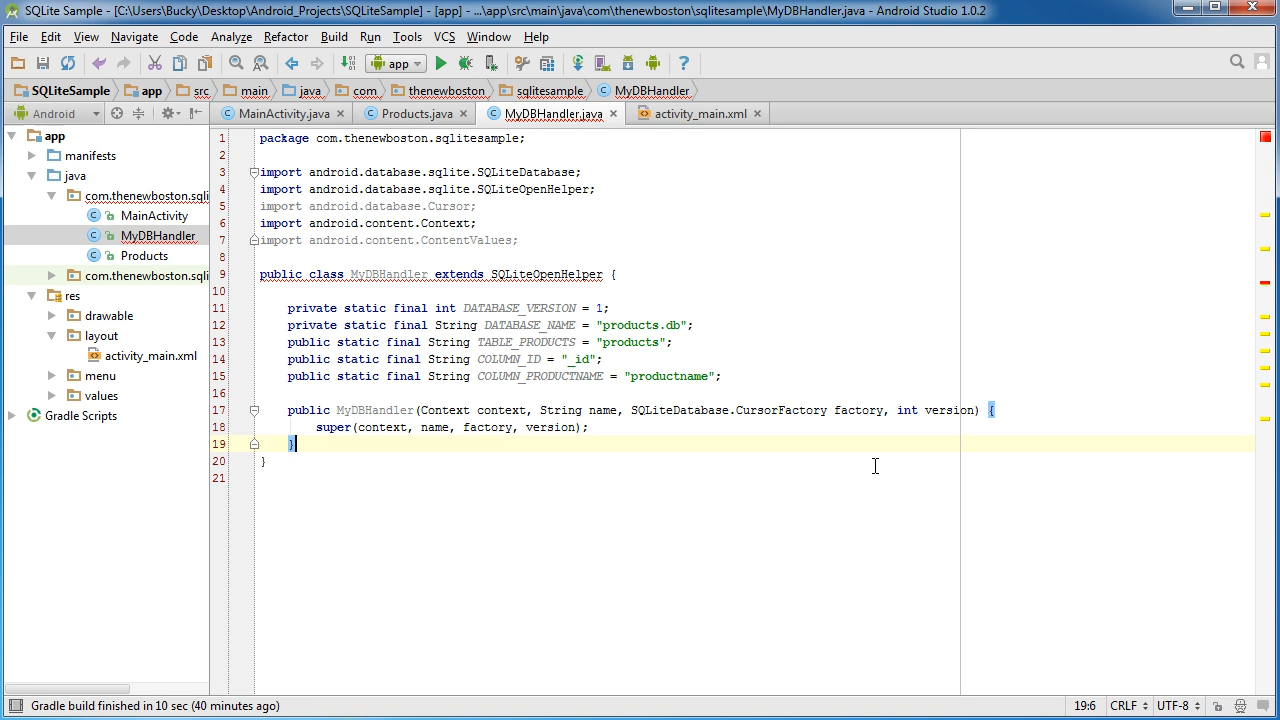 SQLite Sample - [C:\Users\Bucky\Desktop\Android_Projects\SQLiteSample] - [app] - ...\app\src\main\java\com\thenewboston\sqlitesample\MyDBHandler.java - Android Studio 1.0.2
File Edit View Navigate Code Analyze Refactor Build Run Tools VCS Window Help
app
SQLiteSample app src main java com thenewboston sqlitesample MyDBHandler
Android
MainActivity.java Products.java MyDBHandler.java activity_main.xml
app
manifests
java
com.thenewboston.sqli
MainActivity
MyDBHandler
Products
com.thenewboston.sqli
res
drawable
layout
activity_main.xml
menu
values
Gradle Scripts
1 package com.thenewboston.sqlitesample;
2
3 import android.database.sqlite.SQLiteDatabase;
4 import android.database.sqlite.SQLiteOpenHelper;
5 import android.database.Cursor;
6 import android.content.Context;
7 import android.content.ContentValues;
8
9 public class MyDBHandler extends SQLiteOpenHelper {
10
11 private static final int DATABASE_VERSION = 1;
12 private static final String DATABASE_NAME = "products.db";
13 public static final String TABLE_PRODUCTS = "products";
14 public static final String COLUMN_ID = "_id";
15 public static final String COLUMN_PRODUCTNAME = "productname";
16
17 public MyDBHandler(Context context, String name, SQLiteDatabase.CursorFactory factory, int version) {
18 super(context, name, factory, version);
19 }
20 }
21
Gradle build finished in 10 sec (40 minutes ago)
19:6 CRLF UTF-8